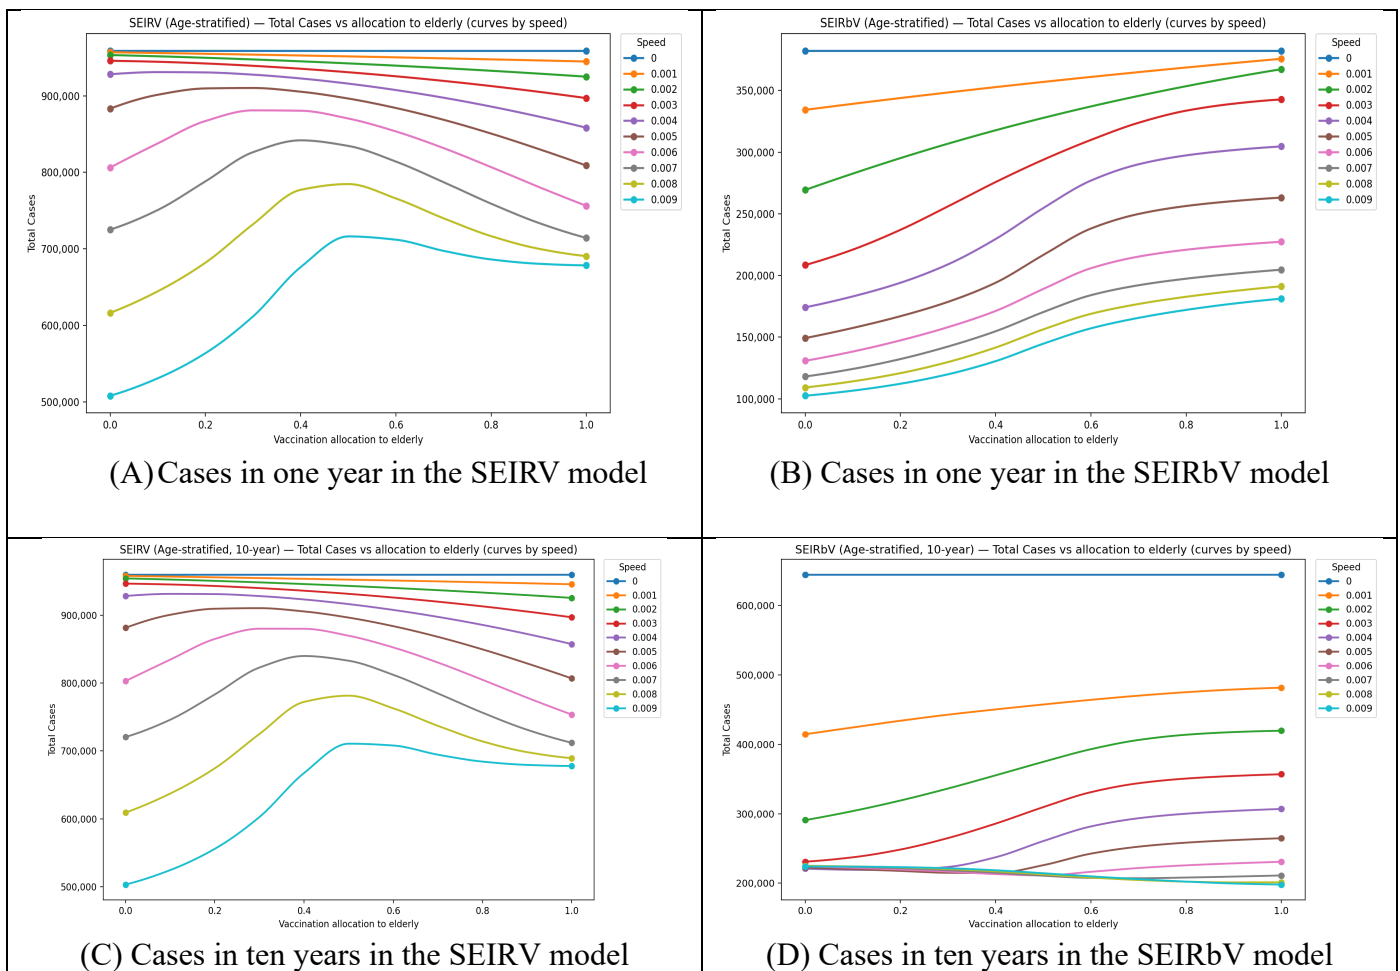 SEIRV (Age-stratified) — Total Cases vs allocation to elderly (curves by speed)
Total Cases
900,000
800,000
700,000
600,000
500,000
0.0 0.2 0.4 0.6 0.8 1.0
Vaccination allocation to elderly
Speed
0
0.001
0.002
0.003
0.004
0.005
0.006
0.007
0.008
0.009
(A) Cases in one year in the SEIRV model
SEIRbV (Age-stratified) — Total Cases vs allocation to elderly (curves by speed)
Total Cases
350,000
300,000
250,000
200,000
150,000
100,000
0.0 0.2 0.4 0.6 0.8 1.0
Vaccination allocation to elderly
Speed
0
0.001
0.002
0.003
0.004
0.005
0.006
0.007
0.008
0.009
(B) Cases in one year in the SEIRbV model
SEIRV (Age-stratified, 10-year) — Total Cases vs allocation to elderly (curves by speed)
Total Cases
900,000
800,000
700,000
600,000
500,000
0.0 0.2 0.4 0.6 0.8 1.0
Vaccination allocation to elderly
Speed
0
0.001
0.002
0.003
0.004
0.005
0.006
0.007
0.008
0.009
(C) Cases in ten years in the SEIRV model
SEIRbV (Age-stratified, 10-year) — Total Cases vs allocation to elderly (curves by speed)
Total Cases
600,000
500,000
400,000
300,000
200,000
0.0 0.2 0.4 0.6 0.8 1.0
Vaccination allocation to elderly
Speed
0
0.001
0.002
0.003
0.004
0.005
0.006
0.007
0.008
0.009
(D) Cases in ten years in the SEIRbV model